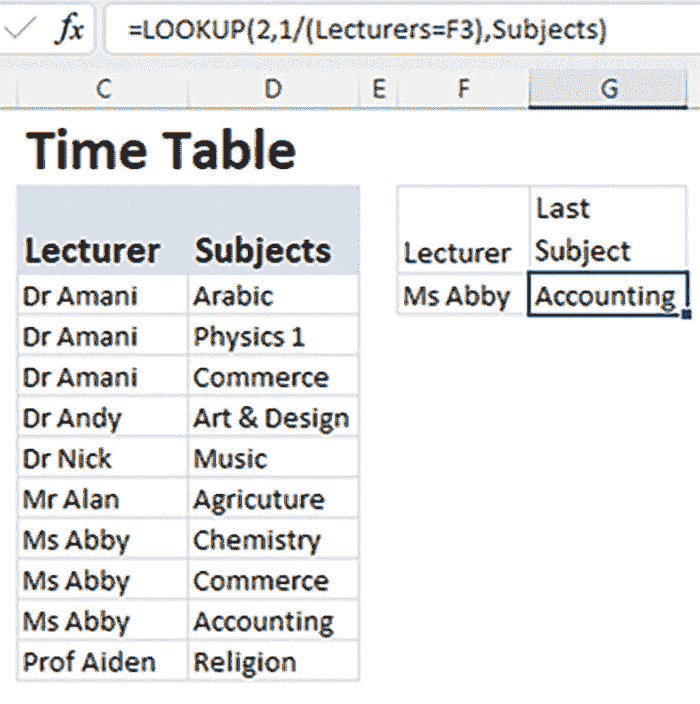 fx =LOOKUP(2,1/(Lecturers=F3),Subjects)
C D E F G
Time Table
Last
Lecturer Subjects Lecturer Subject
Dr Amani Arabic Ms Abby Accounting
Dr Amani Physics 1
Dr Amani Commerce
Dr Andy Art & Design
Dr Nick Music
Mr Alan Agricuture
Ms Abby Chemistry
Ms Abby Commerce
Ms Abby Accounting
Prof Aiden Religion